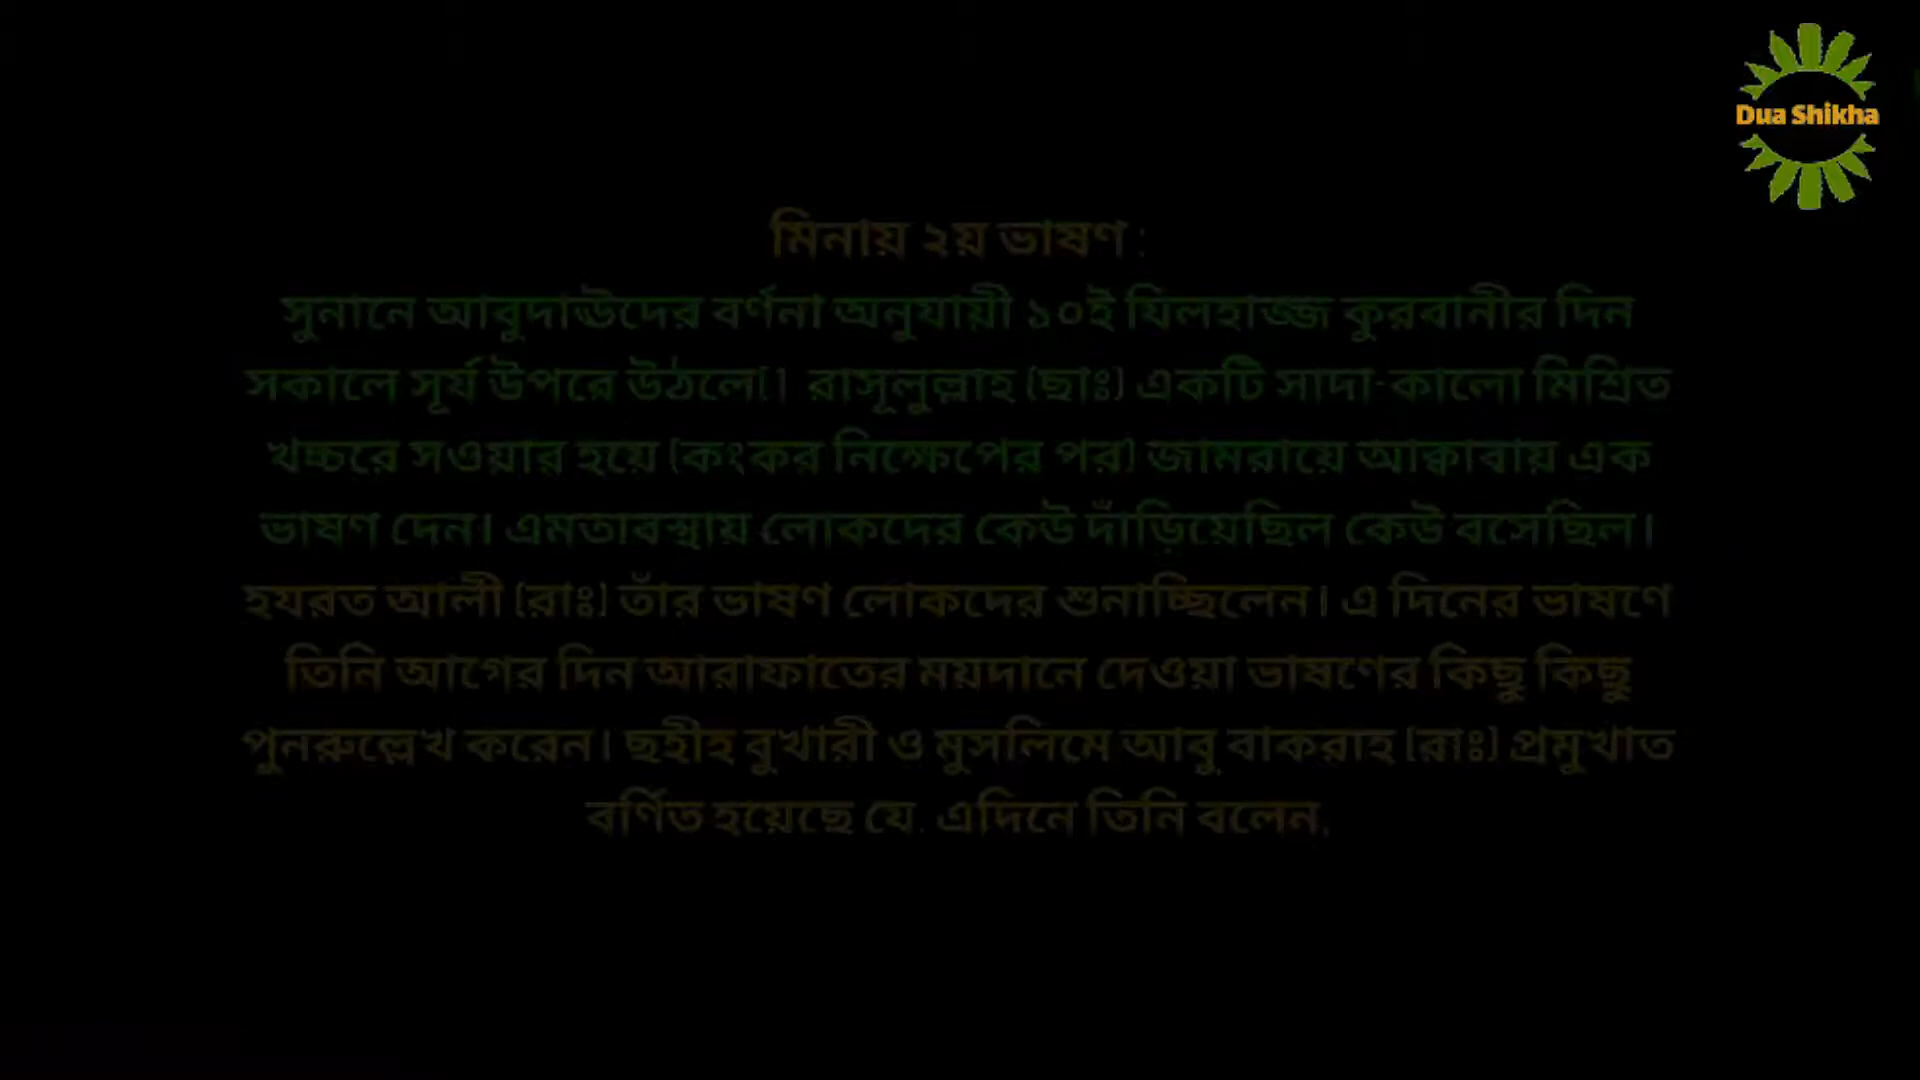 Dua Shikha
মিনায় ২য় ভাষণ :
সুনানে আবুদাঊদের বর্ণনা অনুযায়ী ১০ই যিলহাজ্জ কুরবানীর দিন
সকালে সূর্য উপরে উঠলে[] রাসূলুল্লাহ (ছাঃ) একটি সাদা-কালো মিশ্রিত
খচ্চরে সওয়ার হয়ে (কংকর নিক্ষেপের পর) জামরায়ে আক্বাবায় এক
ভাষণ দেন। এমতাবস্থায় লোকদের কেউ দাঁড়িয়েছিল কেউ বসেছিল।
হযরত আলী (রাঃ) তাঁর ভাষণ লোকদের শুনাচ্ছিলেন। এ দিনের ভাষণে
তিনি আগের দিন আরাফাতের ময়দানে দেওয়া ভাষণের কিছু কিছু
পুনরুল্লেখ করেন। ছহীহ বুখারী ও মুসলিমে আবু বাকরাহ (রাঃ) প্রমুখাত
বর্ণিত হয়েছে যে, এদিনে তিনি বলেন,